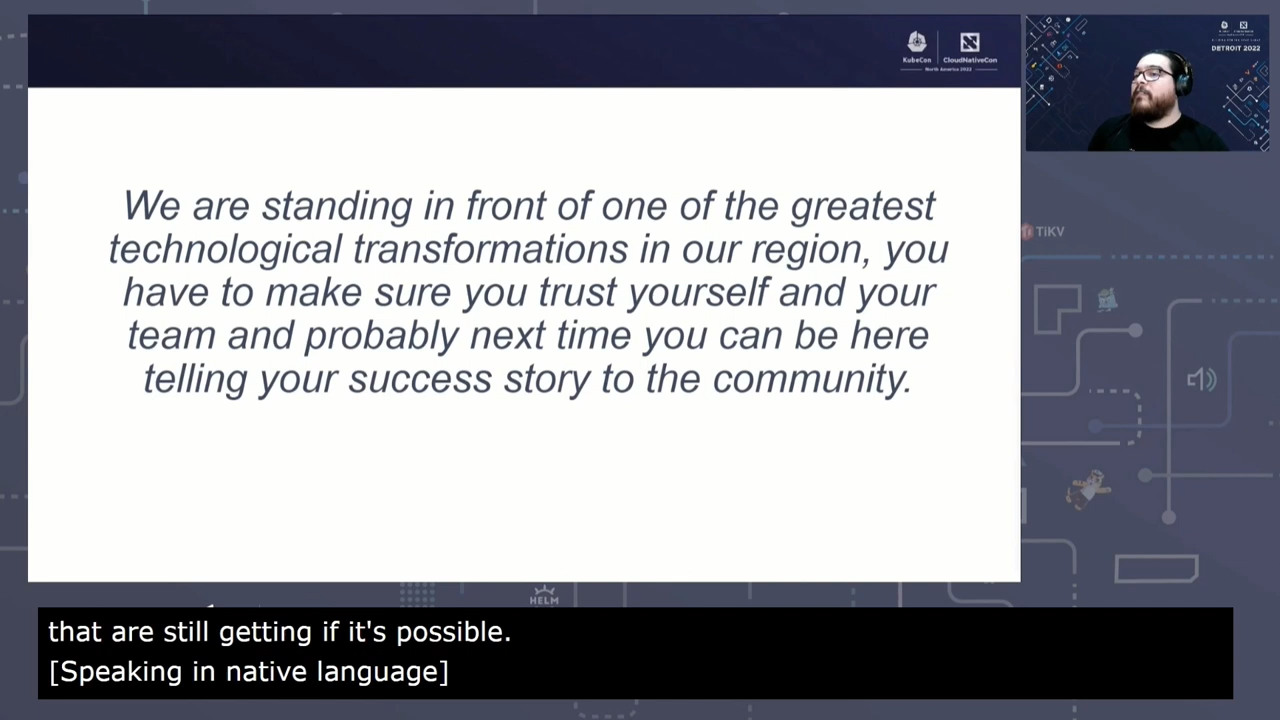 KubeCon
CloudNativeCon
North America 2022
DETROIT 2022
We are standing in front of one of the greatest
technological transformations in our region, you
have to make sure you trust yourself and your
team and probably next time you can be here
telling your success story to the community.
TiKV
HELM
that are still getting if it's possible.
[Speaking in native language]